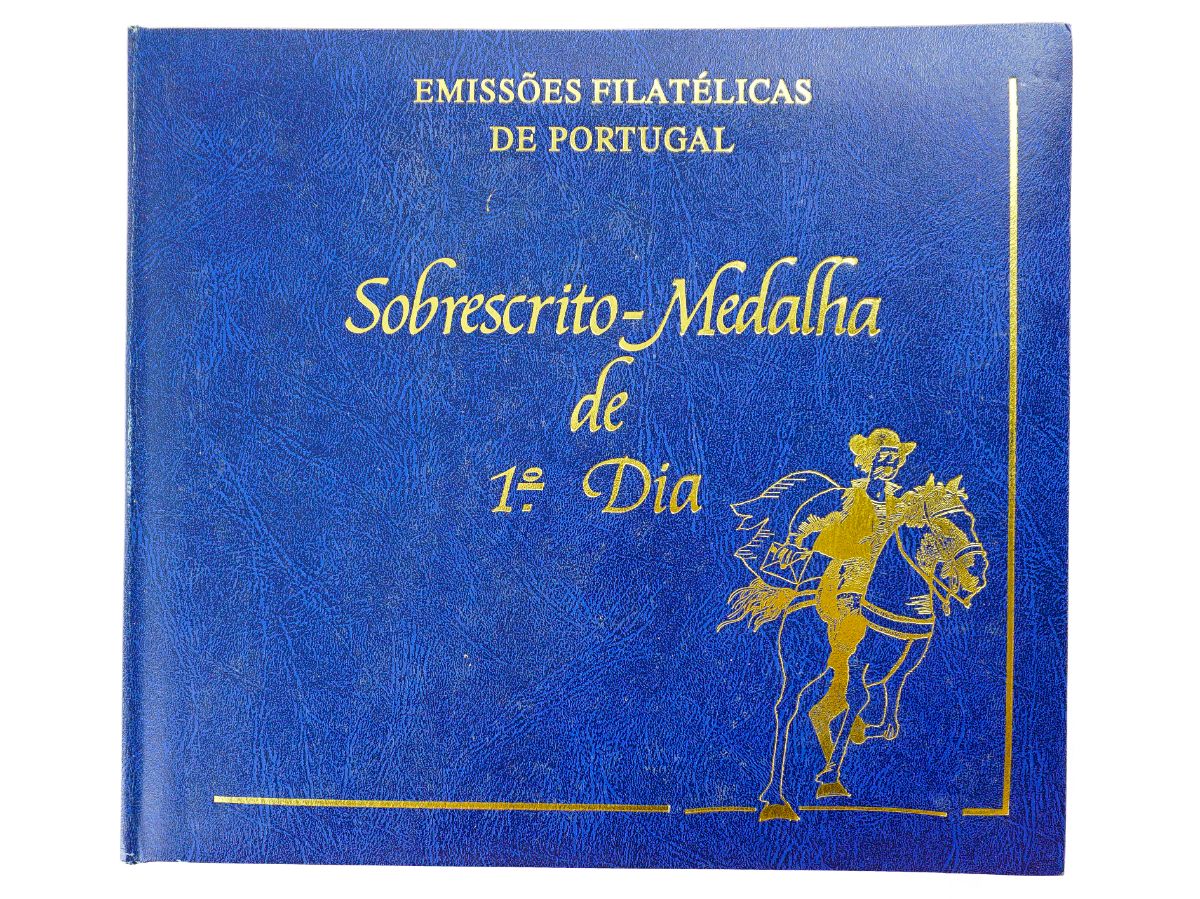 EMISSÕES FILATÉLICAS
DE PORTUGAL
Sobrescrito-Medalha
de
1º. Dia